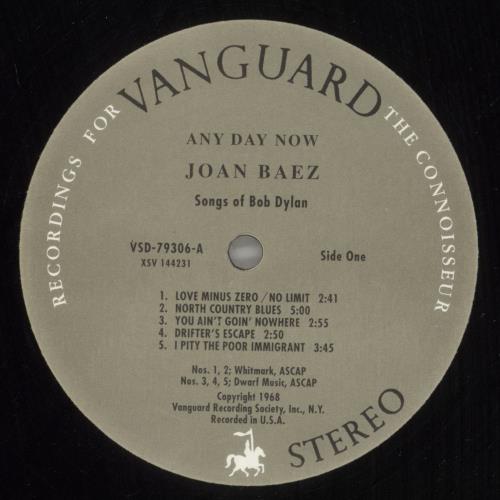 VANGUARD
RECORDINGS FOR THE CONNOISSEUR
ANY DAY NOW
JOAN BAEZ
Songs of Bob Dylan
VSD-79306-A
XSV 144231
Side One
1. LOVE MINUS ZERO / NO LIMIT 2:41
2. NORTH COUNTRY BLUES 5:00
3. YOU AIN'T GOIN' NOWHERE 2:55
4. DRIFTER'S ESCAPE 2:50
5. I PITY THE POOR IMMIGRANT 3:45
Nos. 1, 2; Whitmark, ASCAP
Nos. 3, 4, 5; Dwarf Music, ASCAP
Copyright 1968
Vanguard Recording Society, Inc., N.Y.
Recorded in U.S.A.
STEREO